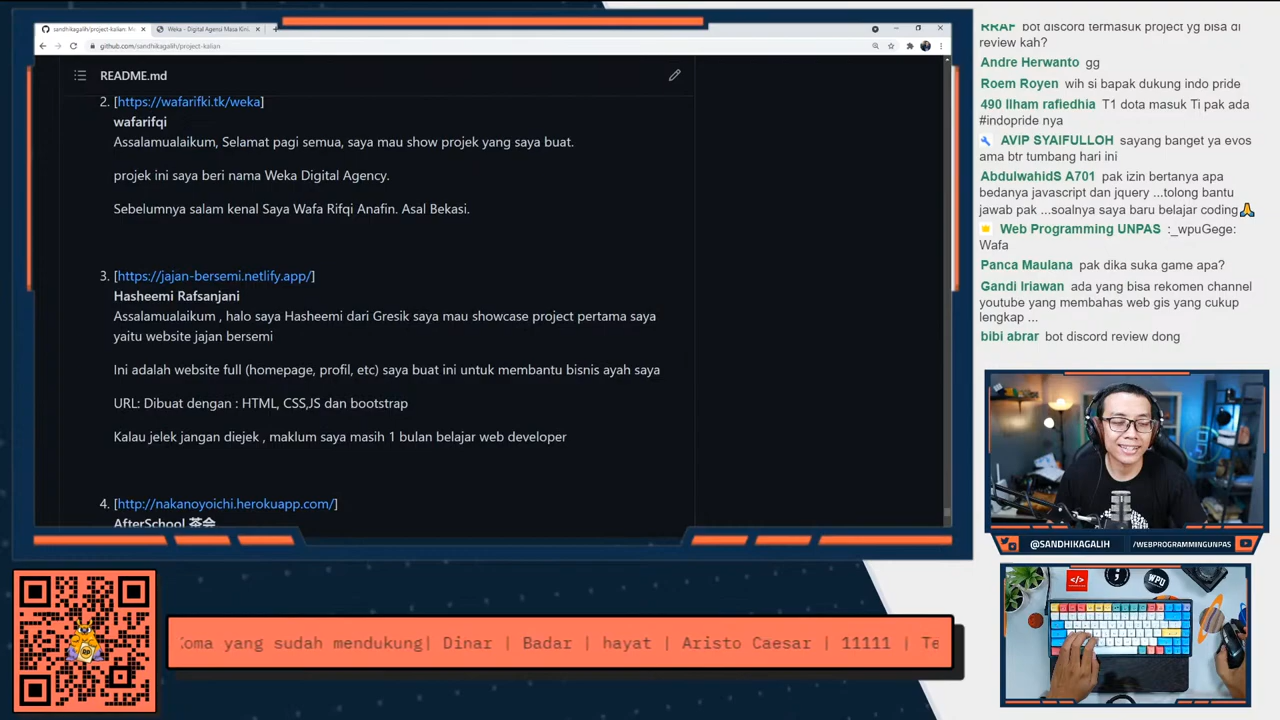 sandhikagalih/project-kalian: Me
Weka - Digital Agensi Masa Kini
github.com/sandhikagalih/project-kalian
README.md
2. [https://wafarifki.tk/weka]
wafarifqi
Assalamualaikum, Selamat pagi semua, saya mau show projek yang saya buat.
projek ini saya beri nama Weka Digital Agency.
Sebelumnya salam kenal Saya Wafa Rifqi Anafin. Asal Bekasi.
3. [https://jajan-bersemi.netlify.app/]
Hasheemi Rafsanjani
Assalamualaikum , halo saya Hasheemi dari Gresik saya mau showcase project pertama saya
yaitu website jajan bersemi
Ini adalah website full (homepage, profil, etc) saya buat ini untuk membantu bisnis ayah saya
URL: Dibuat dengan : HTML, CSS,JS dan bootstrap
Kalau jelek jangan diejek , maklum saya masih 1 bulan belajar web developer
4. [http://nakanoyoichi.herokuapp.com/]
AfterSchool 茶会
RRAF bot discord termasuk project yg bisa di
review kah?
Andre Herwanto gg
Roem Royen wih si bapak dukung indo pride
490 Ilham rafiedhia T1 dota masuk Ti pak ada
#indopride nya
AVIP SYAIFULLOH sayang banget ya evos
ama btr tumbang hari ini
AbdulwahidS A701 pak izin bertanya apa
bedanya javascript dan jquery ...tolong bantu
jawab pak ...soalnya saya baru belajar coding🙏
Web Programming UNPAS :_wpuGege:
Wafa
Panca Maulana pak dika suka game apa?
Gandi Iriawan ada yang bisa rekomen channel
youtube yang membahas web gis yang cukup
lengkap ...
bibi abrar bot discord review dong
@SANDHIKAGALIH /WEBPROGRAMMINGUNPAS
</> ; WPU
Koma yang sudah mendukung| Dinar | Badar | hayat | Aristo Caesar | 11111 | Te